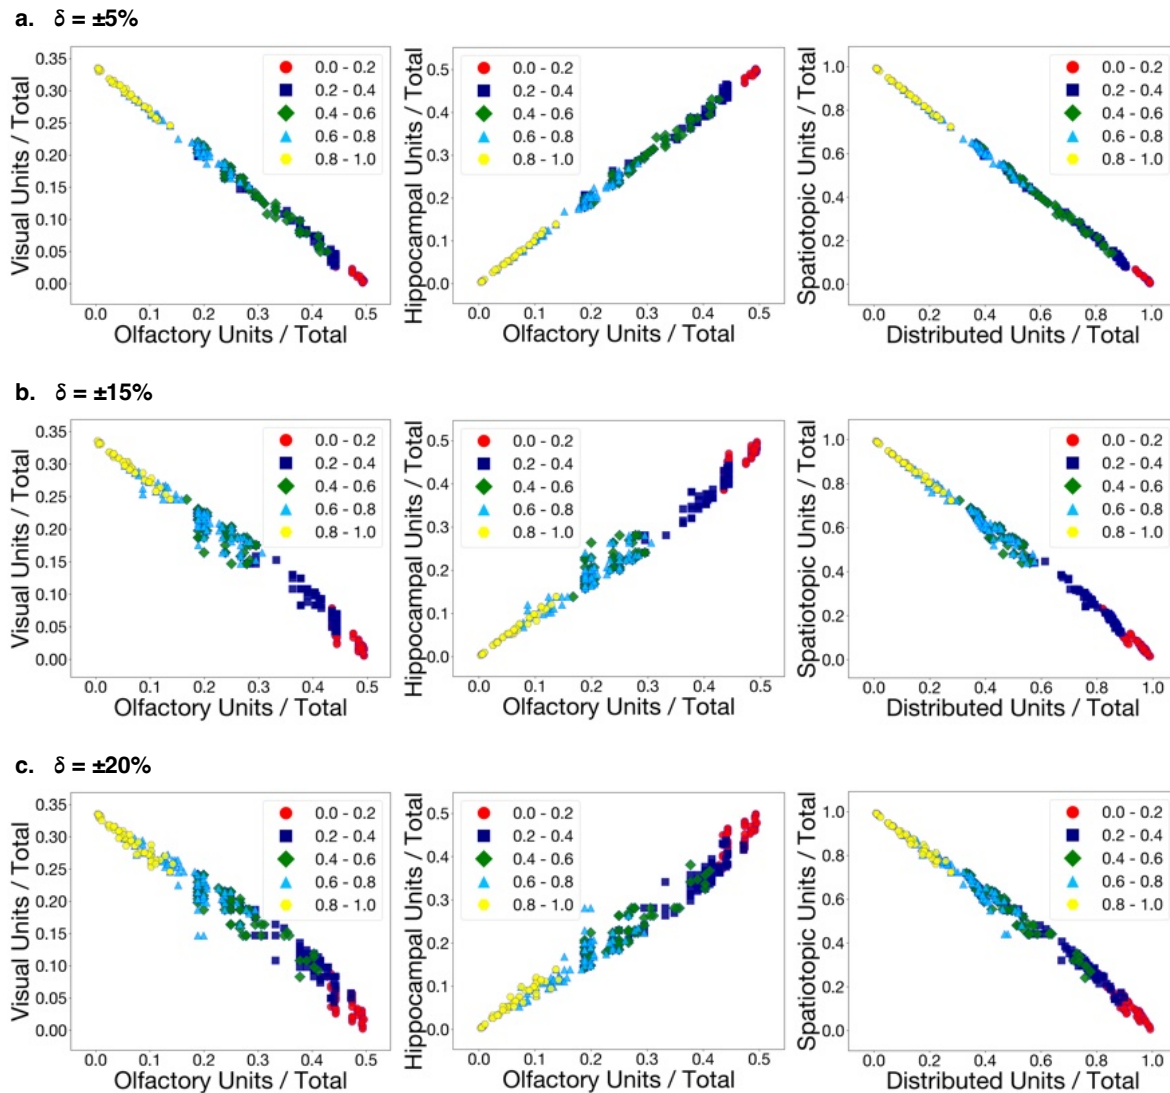 a. δ = ±5%
Visual Units / Total
0.35
0.30
0.25
0.20
0.15
0.10
0.05
0.00
0.0 - 0.2
0.2 - 0.4
0.4 - 0.6
0.6 - 0.8
0.8 - 1.0
0.0 0.1 0.2 0.3 0.4 0.5
Olfactory Units / Total
Hippocampal Units / Total
0.5
0.4
0.3
0.2
0.1
0.0
0.0 - 0.2
0.2 - 0.4
0.4 - 0.6
0.6 - 0.8
0.8 - 1.0
0.0 0.1 0.2 0.3 0.4 0.5
Olfactory Units / Total
Spatiotopic Units / Total
1.0
0.8
0.6
0.4
0.2
0.0
0.0 - 0.2
0.2 - 0.4
0.4 - 0.6
0.6 - 0.8
0.8 - 1.0
0.0 0.2 0.4 0.6 0.8 1.0
Distributed Units / Total
b. δ = ±15%
Visual Units / Total
0.35
0.30
0.25
0.20
0.15
0.10
0.05
0.00
0.0 - 0.2
0.2 - 0.4
0.4 - 0.6
0.6 - 0.8
0.8 - 1.0
0.0 0.1 0.2 0.3 0.4 0.5
Olfactory Units / Total
Hippocampal Units / Total
0.5
0.4
0.3
0.2
0.1
0.0
0.0 - 0.2
0.2 - 0.4
0.4 - 0.6
0.6 - 0.8
0.8 - 1.0
0.0 0.1 0.2 0.3 0.4 0.5
Olfactory Units / Total
Spatiotopic Units / Total
1.0
0.8
0.6
0.4
0.2
0.0
0.0 - 0.2
0.2 - 0.4
0.4 - 0.6
0.6 - 0.8
0.8 - 1.0
0.0 0.2 0.4 0.6 0.8 1.0
Distributed Units / Total
c. δ = ±20%
Visual Units / Total
0.35
0.30
0.25
0.20
0.15
0.10
0.05
0.00
0.0 - 0.2
0.2 - 0.4
0.4 - 0.6
0.6 - 0.8
0.8 - 1.0
0.0 0.1 0.2 0.3 0.4 0.5
Olfactory Units / Total
Hippocampal Units / Total
0.5
0.4
0.3
0.2
0.1
0.0
0.0 - 0.2
0.2 - 0.4
0.4 - 0.6
0.6 - 0.8
0.8 - 1.0
0.0 0.1 0.2 0.3 0.4 0.5
Olfactory Units / Total
Spatiotopic Units / Total
1.0
0.8
0.6
0.4
0.2
0.0
0.0 - 0.2
0.2 - 0.4
0.4 - 0.6
0.6 - 0.8
0.8 - 1.0
0.0 0.2 0.4 0.6 0.8 1.0
Distributed Units / Total